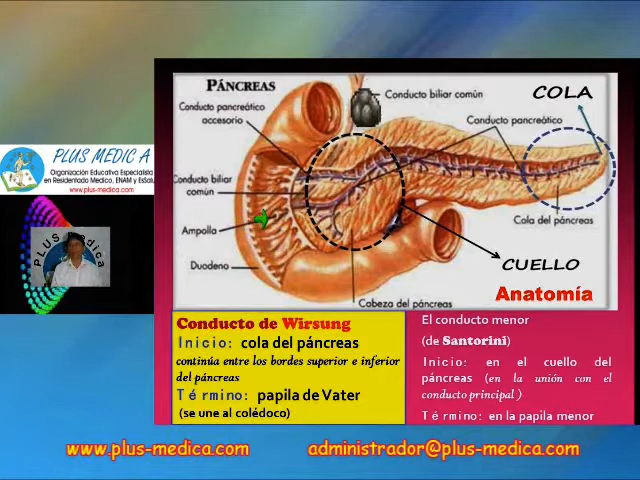 PÁNCREAS
Conducto biliar común
COLA
Conducto pancreático
accesorio
Conducto pancreático
Conducto biliar
común
Ampolla
Cola del páncreas
Duodeno
CUELLO
Cabeza del páncreas
Anatomía
PLUS MEDICA
Organización Educativa Especialista
en Residentado Medico, ENAM y EsSalud
www.plus-medica.com
PLUS Medica
Conducto de Wirsung
Inicio: cola del páncreas
continúa entre los bordes superior e inferior
del páncreas
Término: papila de Vater
(se une al colédoco)
El conducto menor
(de Santorini)
Inicio: en el cuello del
páncreas (en la unión con el
conducto principal )
Término: en la papila menor
www.plus-medica.com
administrador@plus-medica.com